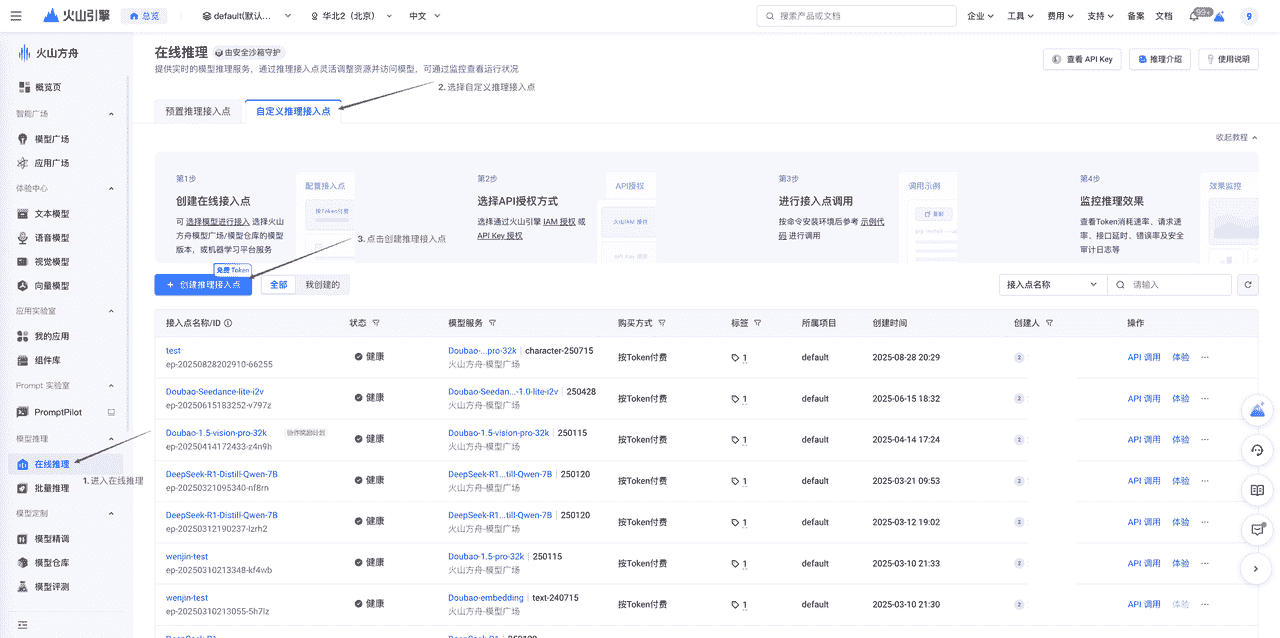 火山引擎
总览
default(默认...
华北2（北京）
中文
搜索产品或文档
企业
工具
费用
支持
备案
文档
99+
9
火山方舟
概览页
智能广场
模型广场
应用广场
体验中心
文本模型
语音模型
视觉模型
向量模型
应用实验室
我的应用
组件库
Prompt 实验室
PromptPilot
模型推理
在线推理
1.进入在线推理
批量推理
模型定制
模型精调
模型仓库
模型评测
在线推理
由安全沙箱守护
提供实时的模型推理服务，通过推理接入点灵活调整资源并访问模型，可通过监控查看运行状况
查看 API Key
推理介绍
使用说明
2.选择自定义推理接入点
预置推理接入点
自定义推理接入点
收起教程
第1步
创建在线接入点
可 选择模型进行接入 选择火山
方舟模型广场/模型仓库的模型
版本，或机器学习平台服务
配置接入点
按Token付费
第2步
选择API授权方式
选择通过火山引擎 IAM 授权 或
API Key 授权
API授权
火山IAM 授权
API Key 授权
第3步
进行接入点调用
按命令安装环境后参考 示例代
码 进行调用
调用示例
复制
第4步
监控推理效果
查看Token消耗速率、请求速
率、接口延时、错误率及安全
审计日志等
效果监控
3.点击创建推理接入点
免费 Token
+ 创建推理接入点
全部
我创建的
接入点名称
请输入
接入点名称/ID
状态
模型服务
购买方式
标签
所属项目
创建时间
创建人
操作
test
ep-20250828202910-66255
健康
Doubao-...pro-32k | character-250715
火山方舟-模型广场
按Token付费
1
default
2025-08-28 20:29
2
API 调用 体验 ...
Doubao-Seedance-lite-i2v
ep-20250615183252-v797z
健康
Doubao-Seedan...-1.0-lite-i2v | 250428
火山方舟-模型广场
按Token付费
1
default
2025-06-15 18:32
2
API 调用 体验 ...
Doubao-1.5-vision-pro-32k
协作奖励计划
ep-20250414172433-z4n9h
健康
Doubao-1.5-vision-pro-32k | 250115
火山方舟-模型广场
按Token付费
1
default
2025-04-14 17:24
2
API 调用 体验 ...
DeepSeek-R1-Distill-Qwen-7B
ep-20250321095340-nf8rn
健康
DeepSeek-R1...till-Qwen-7B | 250120
火山方舟-模型广场
按Token付费
1
default
2025-03-21 09:53
2
API 调用 体验 ...
DeepSeek-R1-Distill-Qwen-7B
ep-20250312190237-lzrh2
健康
DeepSeek-R1...till-Qwen-7B | 250120
火山方舟-模型广场
按Token付费
1
default
2025-03-12 19:02
2
API 调用 体验 ...
wenjin-test
ep-20250310213348-kf4wb
健康
Doubao-1.5-pro-32k | 250115
火山方舟-模型广场
按Token付费
1
default
2025-03-10 21:33
2
API 调用 体验 ...
wenjin-test
ep-20250310213055-5h7lz
健康
Doubao-embedding | text-240715
火山方舟-模型广场
按Token付费
1
default
2025-03-10 21:30
2
API 调用 体验 ...